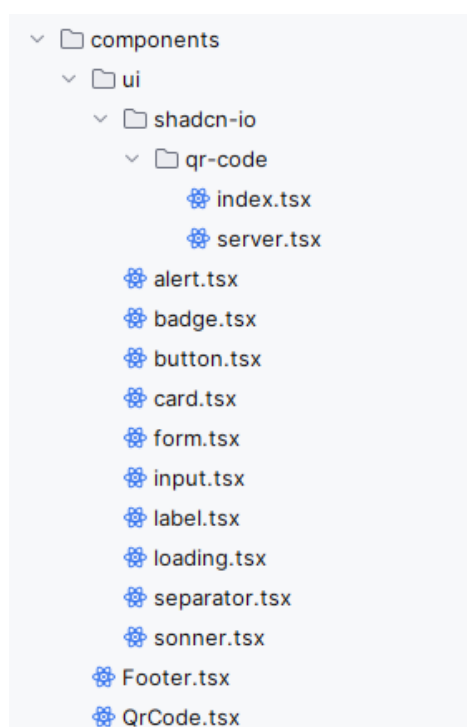 components
ui
shadcn-io
qr-code
index.tsx
server.tsx
alert.tsx
badge.tsx
button.tsx
card.tsx
form.tsx
input.tsx
label.tsx
loading.tsx
separator.tsx
sonner.tsx
Footer.tsx
QrCode.tsx